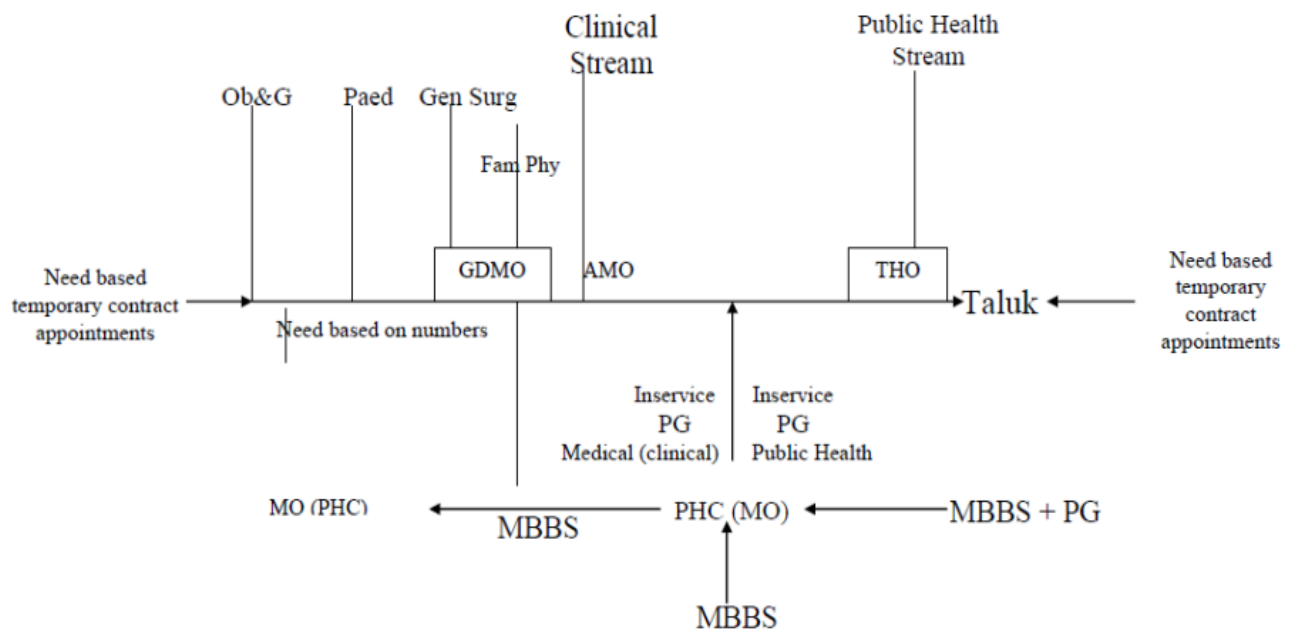 Clinical
Stream
Public Health
Stream
Ob&G
Paed
Gen Surg
Fam Phy
GDMO
AMO
THO
Need based
temporary contract
appointments
Need based on numbers
Taluk
Need based
temporary
contract
appointments
Inservice
PG
Medical (clinical)
Inservice
PG
Public Health
MO (PHC)
MBBS
PHC (MO)
MBBS + PG
MBBS